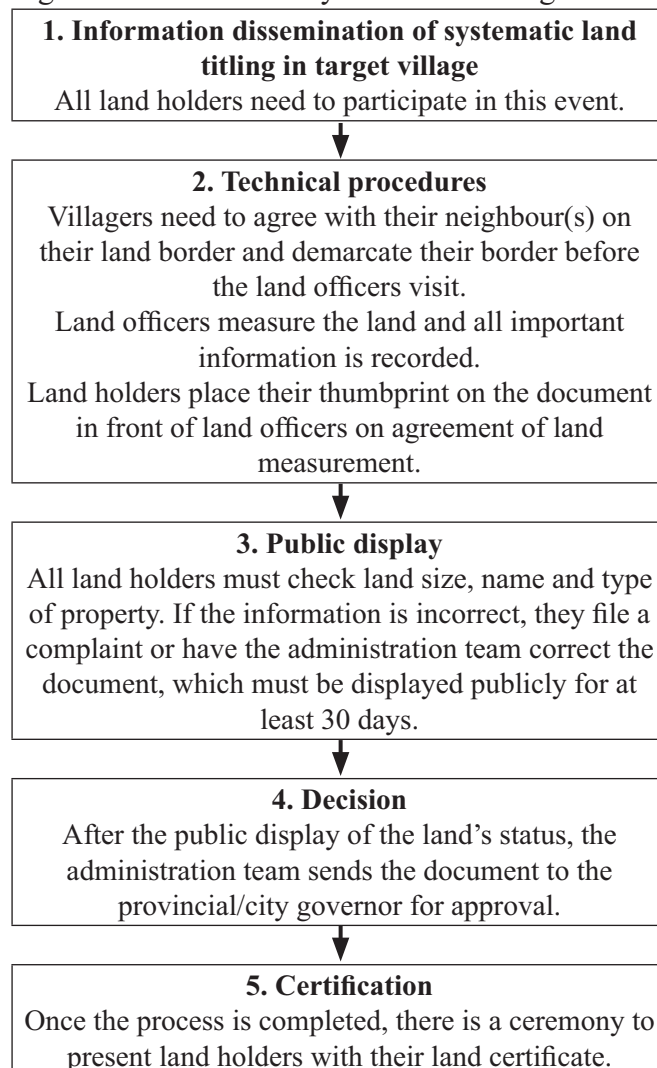 1. Information dissemination of systematic land
titling in target village
All land holders need to participate in this event.
2. Technical procedures
Villagers need to agree with their neighbour(s) on
their land border and demarcate their border before
the land officers visit.
Land officers measure the land and all important
information is recorded.
Land holders place their thumbprint on the document
in front of land officers on agreement of land
measurement.
3. Public display
All land holders must check land size, name and type
of property. If the information is incorrect, they file a
complaint or have the administration team correct the
document, which must be displayed publicly for at
least 30 days.
4. Decision
After the public display of the land’s status, the
administration team sends the document to the
provincial/city governor for approval.
5. Certification
Once the process is completed, there is a ceremony to
present land holders with their land certificate.